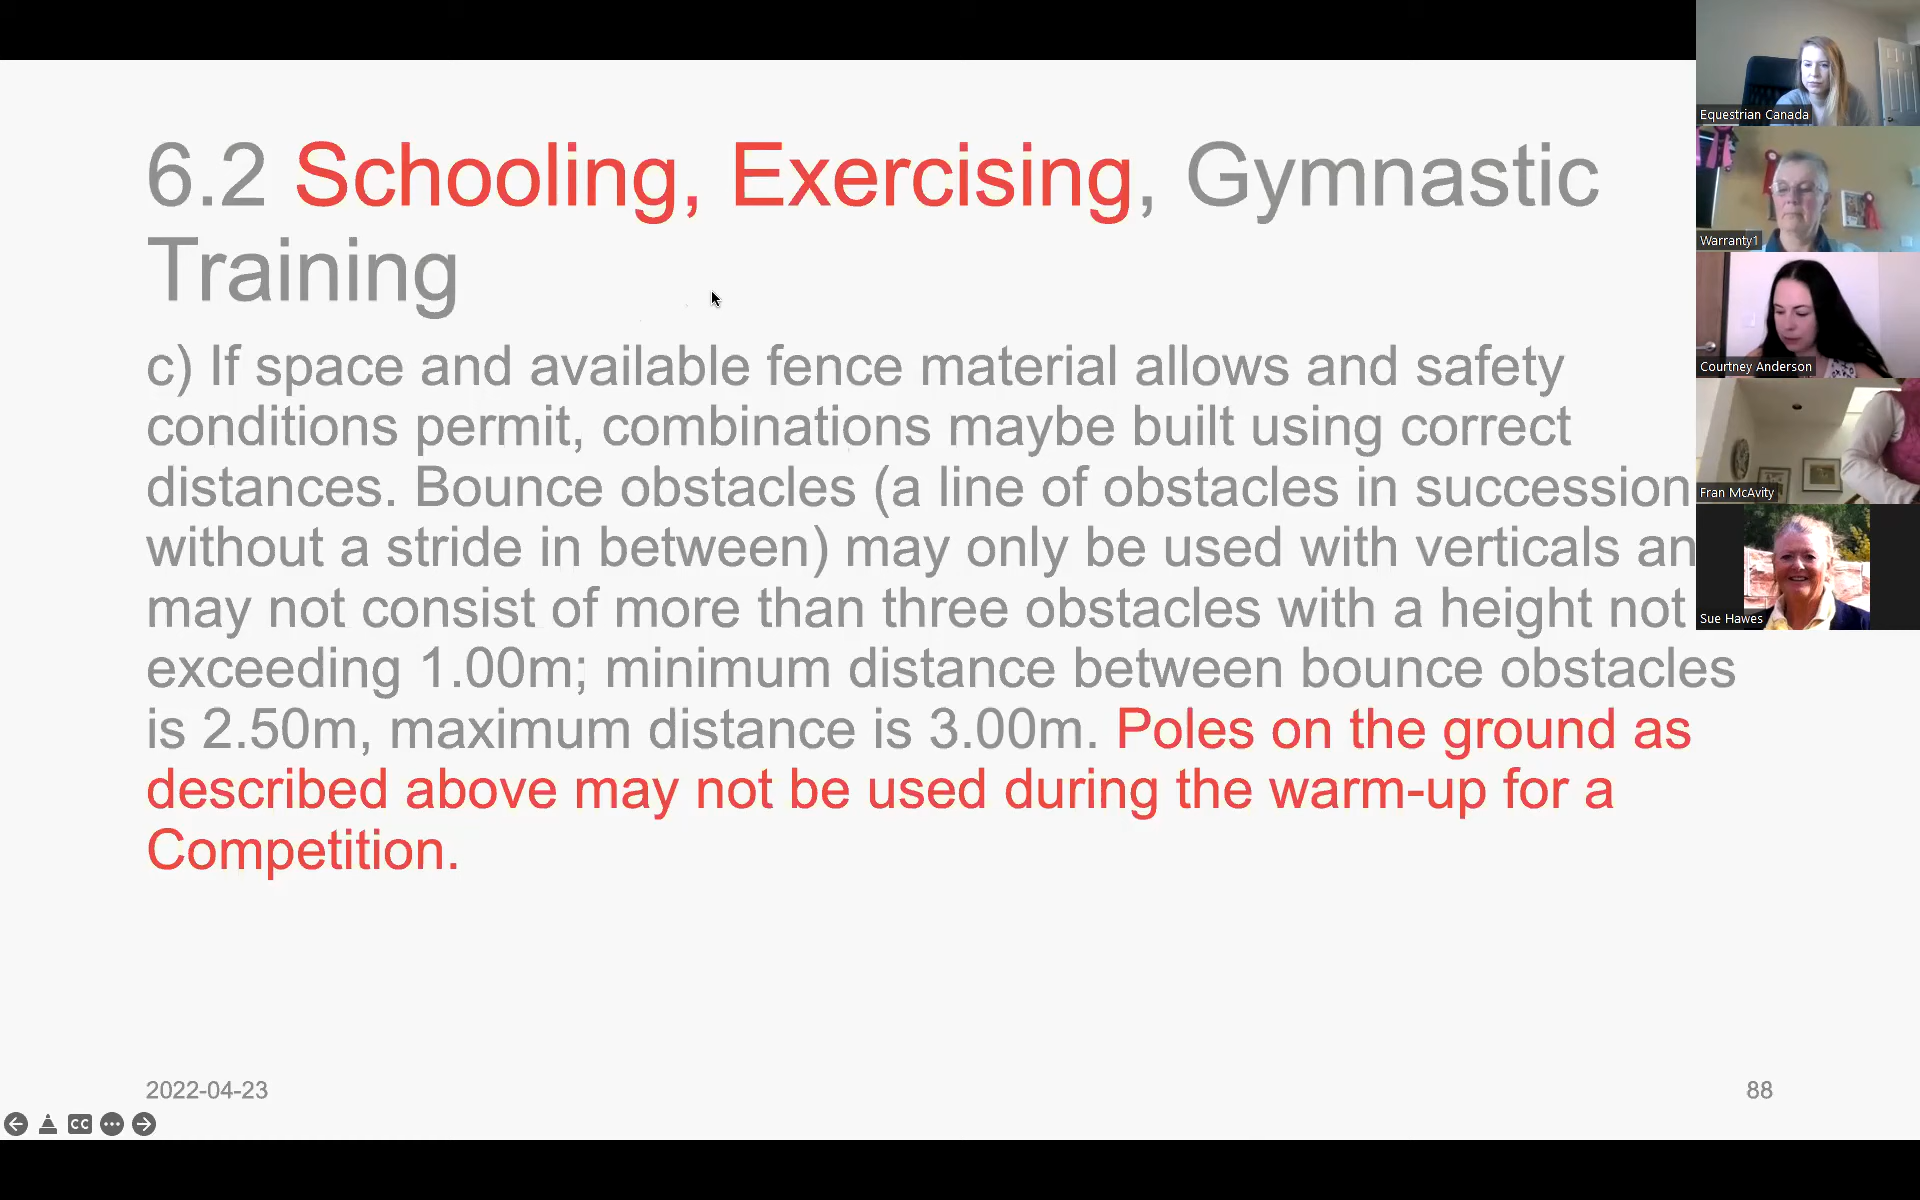 6.2 Schooling, Exercising, Gymnastic
Training
c) If space and available fence material allows and safety
conditions permit, combinations maybe built using correct
distances. Bounce obstacles (a line of obstacles in succession
without a stride in between) may only be used with verticals an
may not consist of more than three obstacles with a height not
exceeding 1.00m; minimum distance between bounce obstacles
is 2.50m, maximum distance is 3.00m. Poles on the ground as
described above may not be used during the warm-up for a
Competition.
2022-04-23
88
CC
Equestrian Canada
Warranty1
Courtney Anderson
Fran McAvity
Sue Hawes